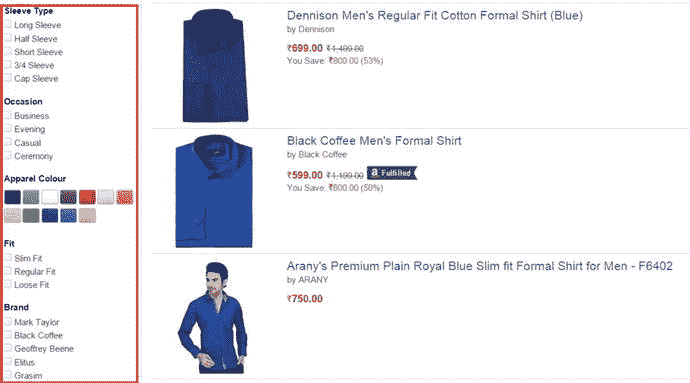 Sleeve Type
Long Sleeve
Half Sleeve
Short Sleeve
3/4 Sleeve
Cap Sleeve
Occasion
Business
Evening
Casual
Ceremony
Apparel Colour
Fit
Slim Fit
Regular Fit
Loose Fit
Brand
Mark Taylor
Black Coffee
Geoffrey Beene
Elitus
Grasim
Dennison Men's Regular Fit Cotton Formal Shirt (Blue)
by Dennison
₹699.00 ₹1,499.00
You Save: ₹800.00 (53%)
Black Coffee Men's Formal Shirt
by Black Coffee
₹599.00 ₹1,199.00 a Fulfilled
You Save: ₹600.00 (50%)
Arany's Premium Plain Royal Blue Slim fit Formal Shirt for Men - F6402
by ARANY
₹750.00